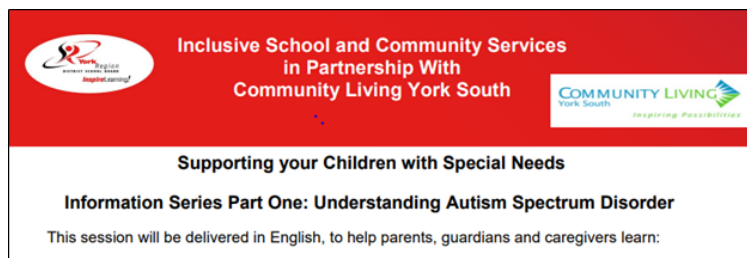 Inclusive School and Community Services
in Partnership With
Community Living York South
York Region
DISTRICT SCHOOL BOARD
InspireLearning!
COMMUNITY LIVING
York South
Inspiring Possibilities
Supporting your Children with Special Needs
Information Series Part One: Understanding Autism Spectrum Disorder
This session will be delivered in English, to help parents, guardians and caregivers learn: